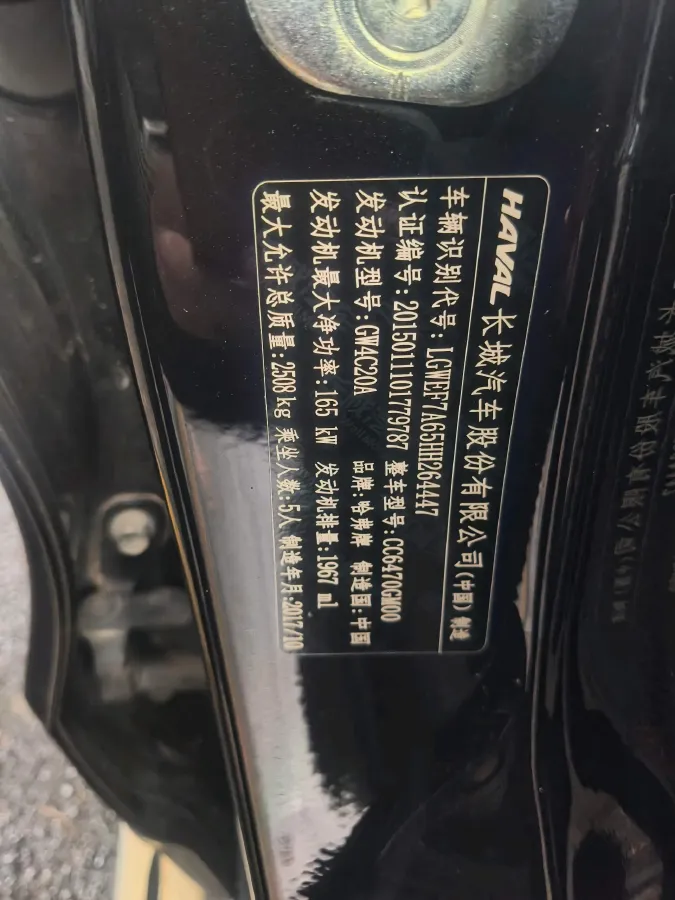 HAVAL 长城汽车股份有限公司(中国) 制造
车辆识别代号:LGWEF7A65HH264447
认证编号:2015011101779787 整车型号:CC6470GM00
发动机型号:GW4C20A 品牌:哈弗牌 制造国:中国
发动机最大净功率:165 kW 发动机排量:1967 ml
最大允许总质量:2508 kg 乘坐人数:5人 制造年月:2017/10